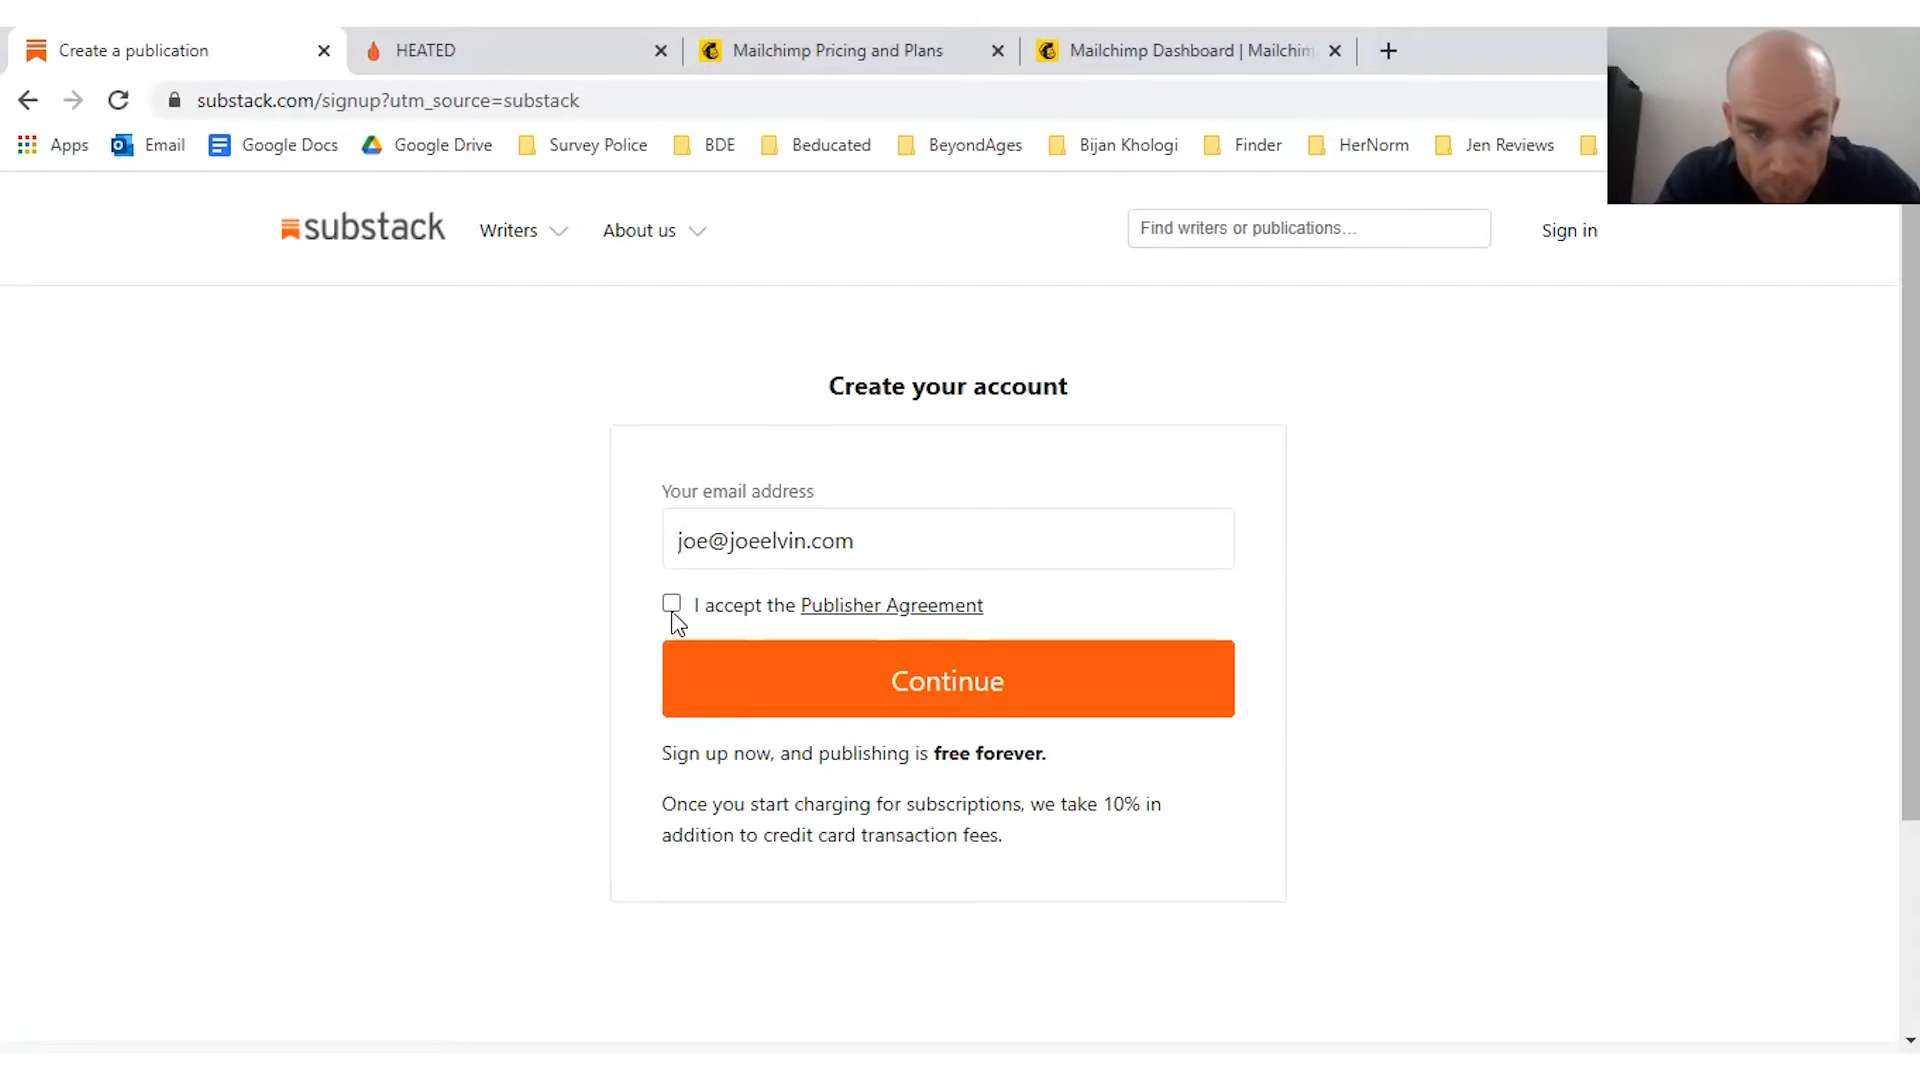 Create a publication
HEATED
Mailchimp Pricing and Plans
Mailchimp Dashboard | Mailchim
substack.com/signup?utm_source=substack
Apps
Email
Google Docs
Google Drive
Survey Police
BDE
Beducated
BeyondAges
Bijan Khologi
Finder
HerNorm
Jen Reviews
substack
Writers
About us
Find writers or publications...
Sign in
Create your account
Your email address
joe@joeelvin.com
I accept the Publisher Agreement
Continue
Sign up now, and publishing is free forever.
Once you start charging for subscriptions, we take 10% in
addition to credit card transaction fees.